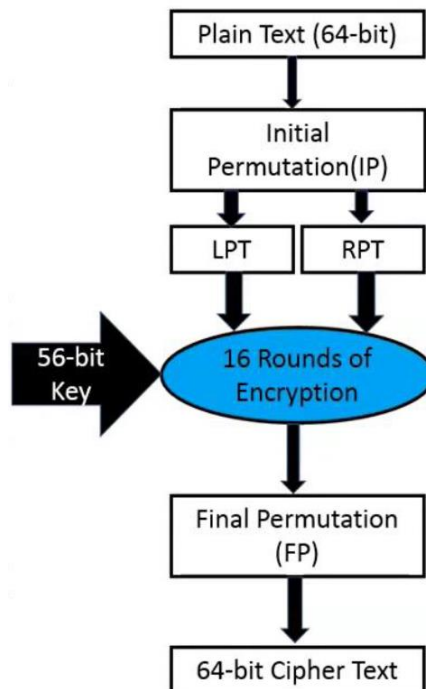 Plain Text (64-bit)
Initial
Permutation(IP)
LPT
RPT
56-bit
Key
16 Rounds of
Encryption
Final Permutation
(FP)
64-bit Cipher Text